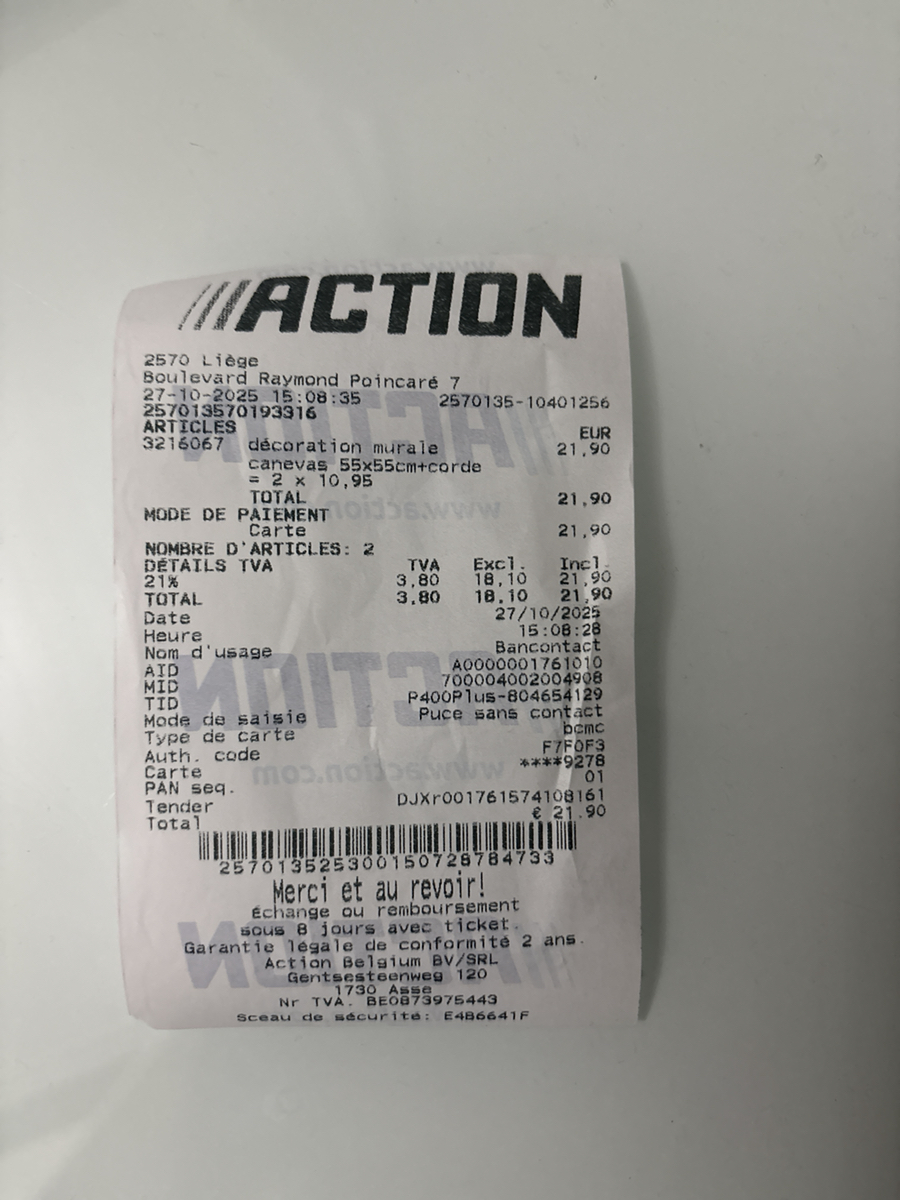 ACTION
2570 Liège
Boulevard Raymond Poincaré 7
27-10-2025 15:08:35 2570135-10401256
257013570193316
ARTICLES EUR
3216067 décoration murale 21,90
canevas 55x55cm+corde
= 2 x 10,95
TOTAL 21,90
MODE DE PAIEMENT
Carte 21,90
NOMBRE D'ARTICLES: 2
DÉTAILS TVA TVA Excl. Incl.
21% 3,80 18,10 21,90
TOTAL 3,80 18,10 21,90
Date 27/10/2025
Heure 15:08:28
Nom d'usage Bancontact
AID A0000001761010
MID 700004002004908
TID P400Plus-804654129
Mode de saisie Puce sans contact
Type de carte bcmc
Auth. code F7F0F3
Carte ****9278
PAN seq. 01
Tender DJXr001761574108161
Total € 21.90
2570135253001507287847​33
Merci et au revoir!
Échange ou remboursement
sous 8 jours avec ticket.
Garantie légale de conformité 2 ans.
Action Belgium BV/SRL
Gentsesteenweg 120
1730 Asse
Nr TVA. BE0873975443
Sceau de sécurité: E486641F